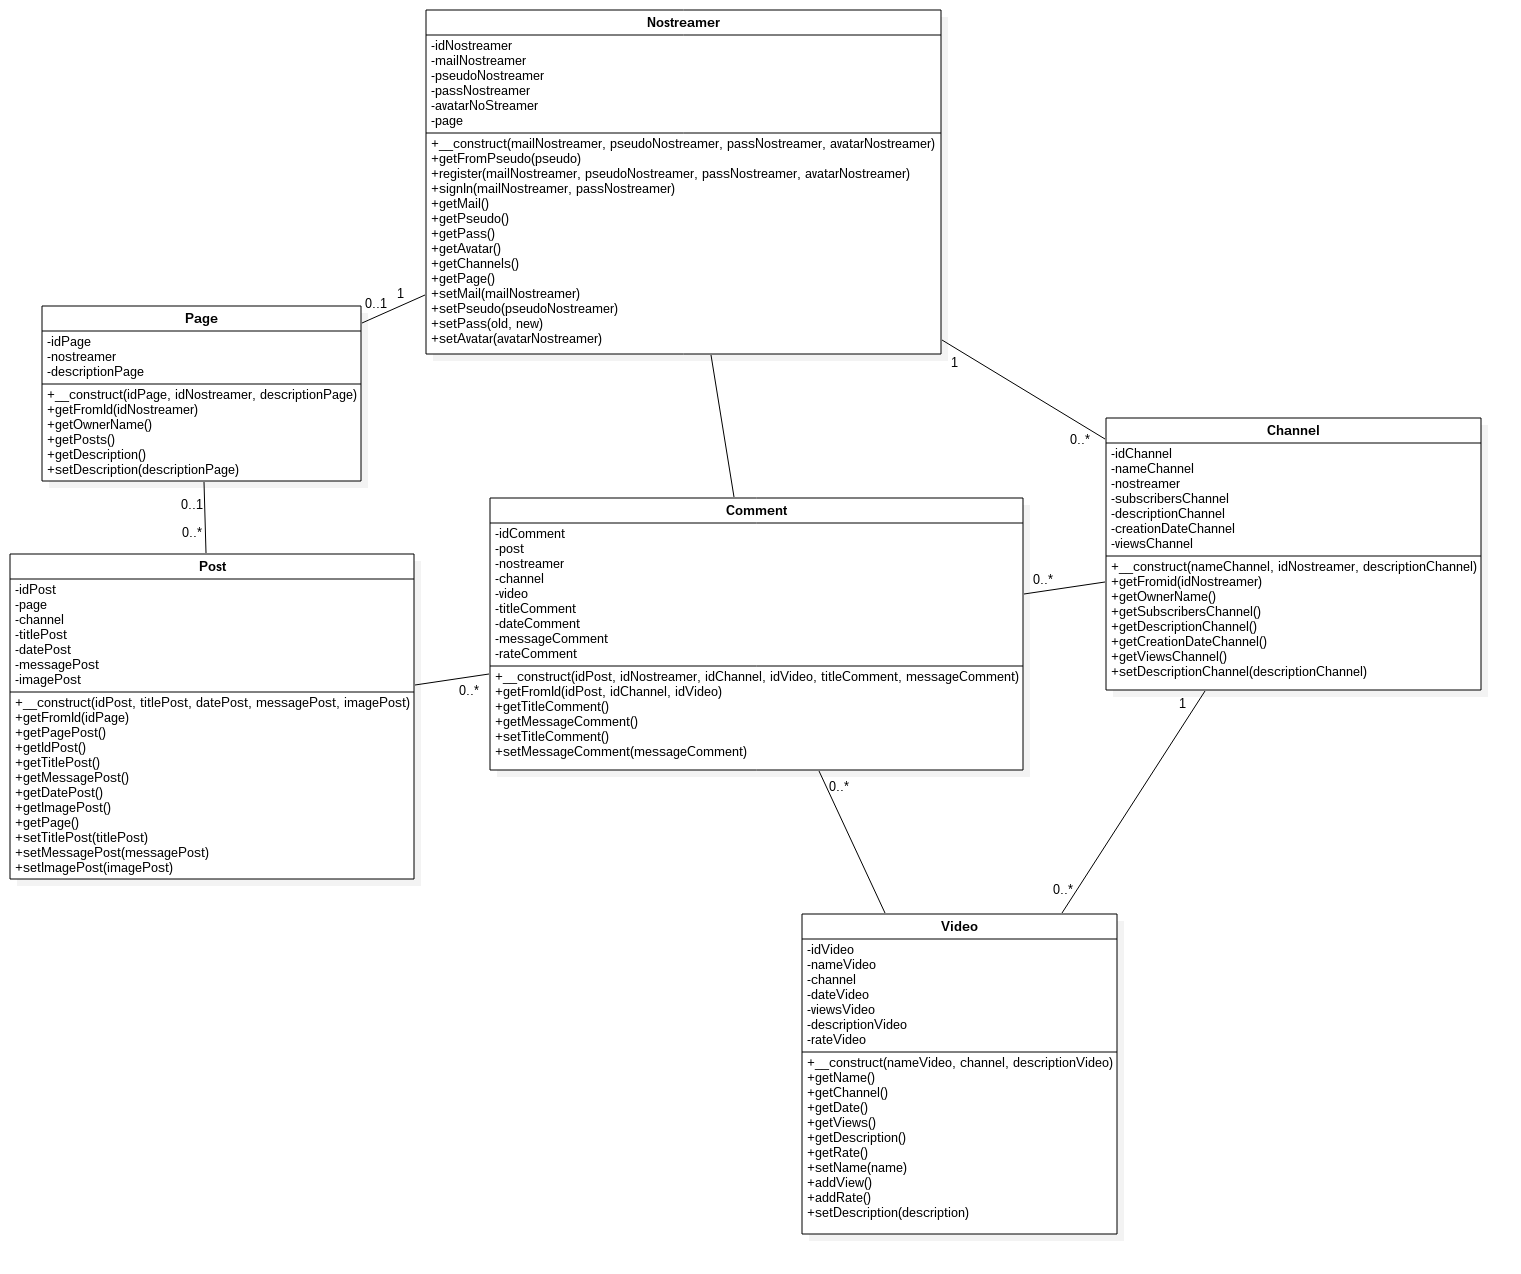 Nostreamer
-idNostreamer
-mailNostreamer
-pseudoNostreamer
-passNostreamer
-avatarNoStreamer
-page
+__construct(mailNostreamer, pseudoNostreamer, passNostreamer, avatarNostreamer)
+getFromPseudo(pseudo)
+register(mailNostreamer, pseudoNostreamer, passNostreamer, avatarNostreamer)
+signIn(mailNostreamer, passNostreamer)
+getMail()
+getPseudo()
+getPass()
+getAvatar()
+getChannels()
+getPage()
+setMail(mailNostreamer)
+setPseudo(pseudoNostreamer)
+setPass(old, new)
+setAvatar(avatarNostreamer)
1
0..1
1
0..*
Page
-idPage
-nostreamer
-descriptionPage
+__construct(idPage, idNostreamer, descriptionPage)
+getFromId(idNostreamer)
+getOwnerName()
+getPosts()
+getDescription()
+setDescription(descriptionPage)
0..1
0..*
Channel
-idChannel
-nameChannel
-nostreamer
-subscribersChannel
-descriptionChannel
-creationDateChannel
-viewsChannel
+__construct(nameChannel, idNostreamer, descriptionChannel)
+getFromid(idNostreamer)
+getOwnerName()
+getSubscribersChannel()
+getDescriptionChannel()
+getCreationDateChannel()
+getViewsChannel()
+setDescriptionChannel(descriptionChannel)
Comment
-idComment
-post
-nostreamer
-channel
-video
-titleComment
-dateComment
-messageComment
-rateComment
+__construct(idPost, idNostreamer, idChannel, idVideo, titleComment, messageComment)
+getFromId(idPost, idChannel, idVideo)
+getTitleComment()
+getMessageComment()
+setTitleComment()
+setMessageComment(messageComment)
0..*
0..*
0..*
Post
-idPost
-page
-channel
-titlePost
-datePost
-messagePost
-imagePost
+__construct(idPost, titlePost, datePost, messagePost, imagePost)
+getFromId(idPage)
+getPagePost()
+getIdPost()
+getTitlePost()
+getMessagePost()
+getDatePost()
+getImagePost()
+getPage()
+setTitlePost(titlePost)
+setMessagePost(messagePost)
+setImagePost(imagePost)
1
0..*
Video
-idVideo
-nameVideo
-channel
-dateVideo
-viewsVideo
-descriptionVideo
-rateVideo
+__construct(nameVideo, channel, descriptionVideo)
+getName()
+getChannel()
+getDate()
+getViews()
+getDescription()
+getRate()
+setName(name)
+addView()
+addRate()
+setDescription(description)